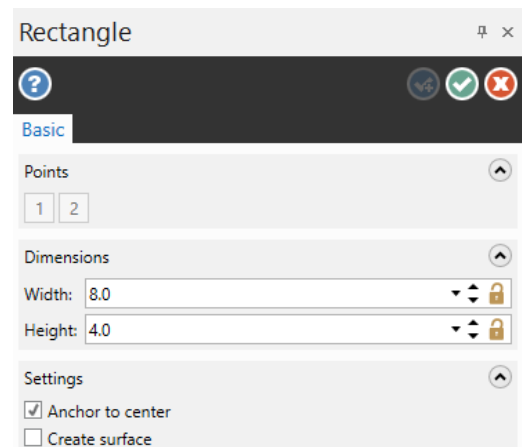 Rectangle
?
Basic
Points
1 2
Dimensions
Width: 8.0
Height: 4.0
Settings
Anchor to center
Create surface